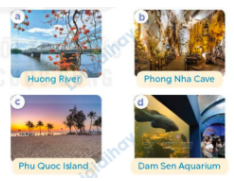 a
Huong River
b
Phong Nha Cave
c
Phu Quoc Island
d
Dam Sen Aquarium